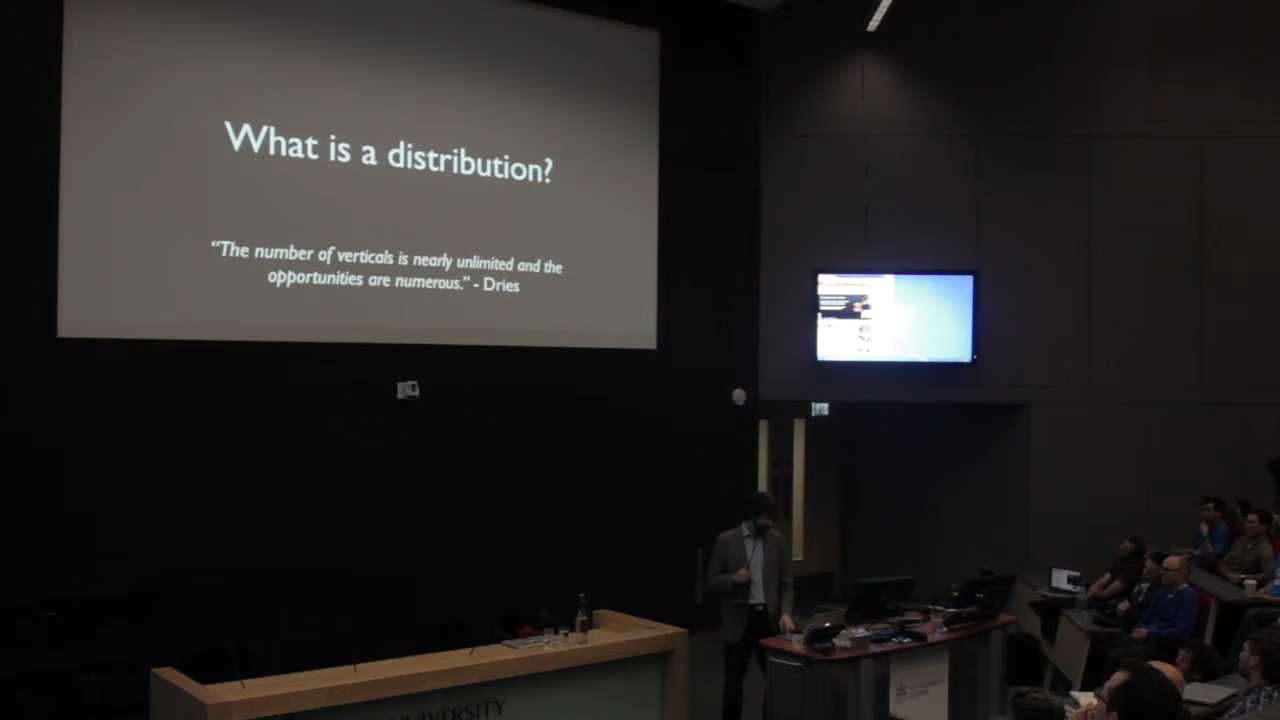 What is a distribution?
“The number of verticals is nearly unlimited and the
opportunities are numerous.” - Dries
UNIVERSITY